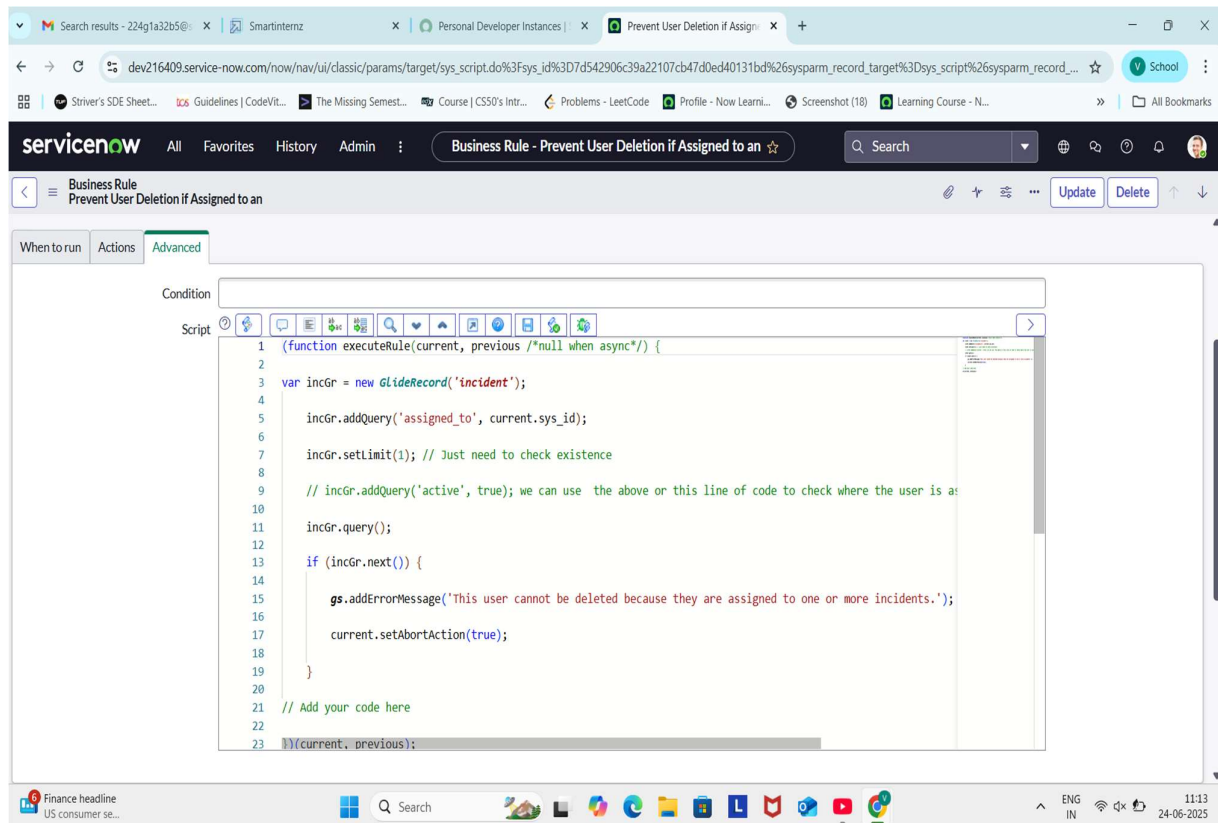 Search results - 224g1a32b5@s
Smartinternz
Personal Developer Instances |
Prevent User Deletion if Assigne
dev216409.service-now.com/now/nav/ui/classic/params/target/sys_script.do%3Fsys_id%3D7d542906c39a22107cb47d0ed40131bd%26sysparm_record_target%3Dsys_script%26sysparm_record_...
V School
Striver's SDE Sheet...
Guidelines | CodeVit...
The Missing Semest...
Course | CS50's Intr...
Problems - LeetCode
Profile - Now Learni...
Screenshot (18)
Learning Course - N...
»
All Bookmarks
servicenow All Favorites History Admin
Business Rule - Prevent User Deletion if Assigned to an
Search
Business Rule
Prevent User Deletion if Assigned to an
Update Delete
When to run Actions Advanced
Condition
Script
1 (function executeRule(current, previous /*null when async*/) {
2
3 var incGr = new GlideRecord('incident');
4
5 incGr.addQuery('assigned_to', current.sys_id);
6
7 incGr.setLimit(1); // Just need to check existence
8
9 // incGr.addQuery('active', true); we can use the above or this line of code to check where the user is as
10
11 incGr.query();
12
13 if (incGr.next()) {
14
15 gs.addErrorMessage('This user cannot be deleted because they are assigned to one or more incidents.');
16
17 current.setAbortAction(true);
18
19 }
20
21 // Add your code here
22
23 })(current, previous);
6
Finance headline
US consumer se...
Search
ENG
IN
11:13
24-06-2025